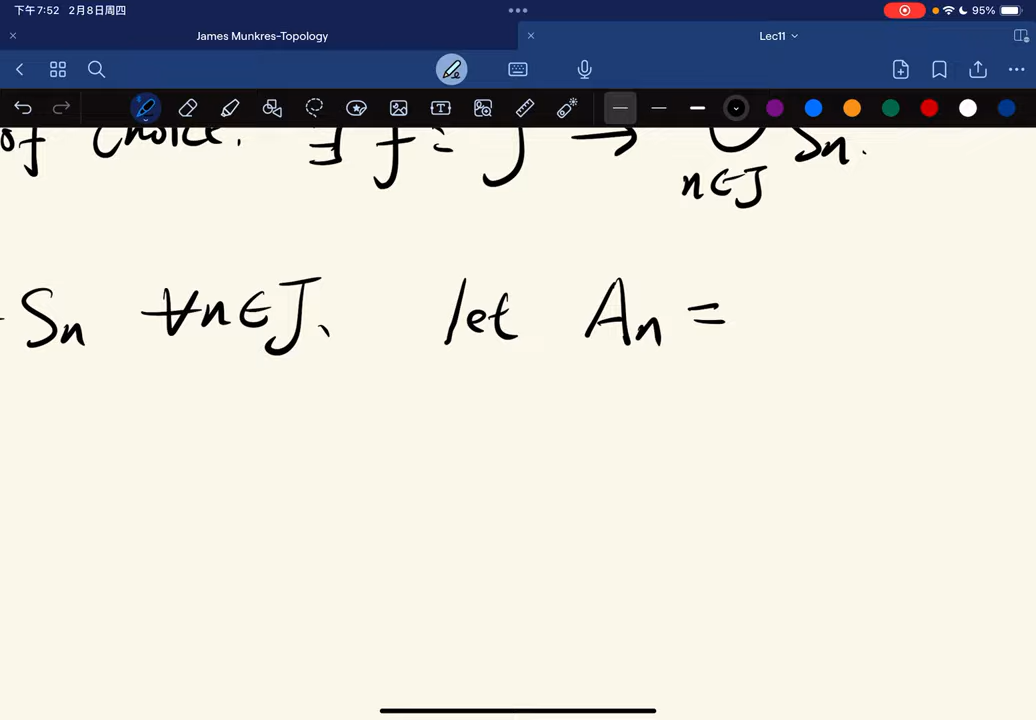 下午7:52 2月8日周四 95%
James Munkres-Topology Lec11
of Choice. ∃ f: J → ∪ Sn.
n∈J
Sn ∀n∈J, let An =